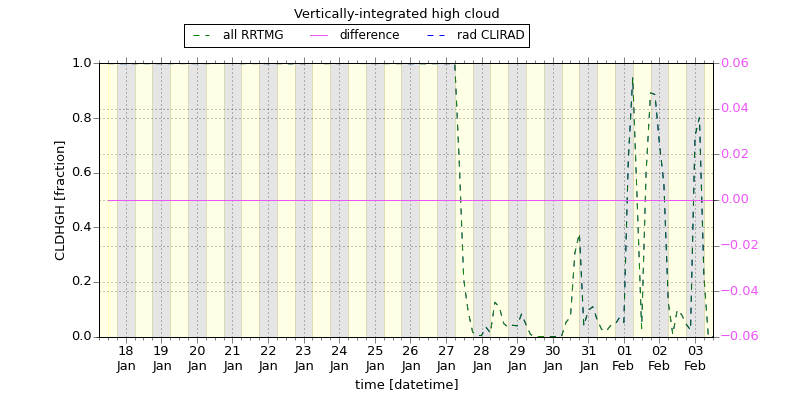 Vertically-integrated high cloud
all RRTMG difference rad CLIRAD
CLDHGH [fraction]
1.0
0.8
0.6
0.4
0.2
0.0
0.06
0.04
0.02
0.00
−0.02
−0.04
−0.06
18 19 20 21 22 23 24 25 26 27 28 29 30 31 01 02 03
Jan Jan Jan Jan Jan Jan Jan Jan Jan Jan Jan Jan Jan Jan Feb Feb Feb
time [datetime]